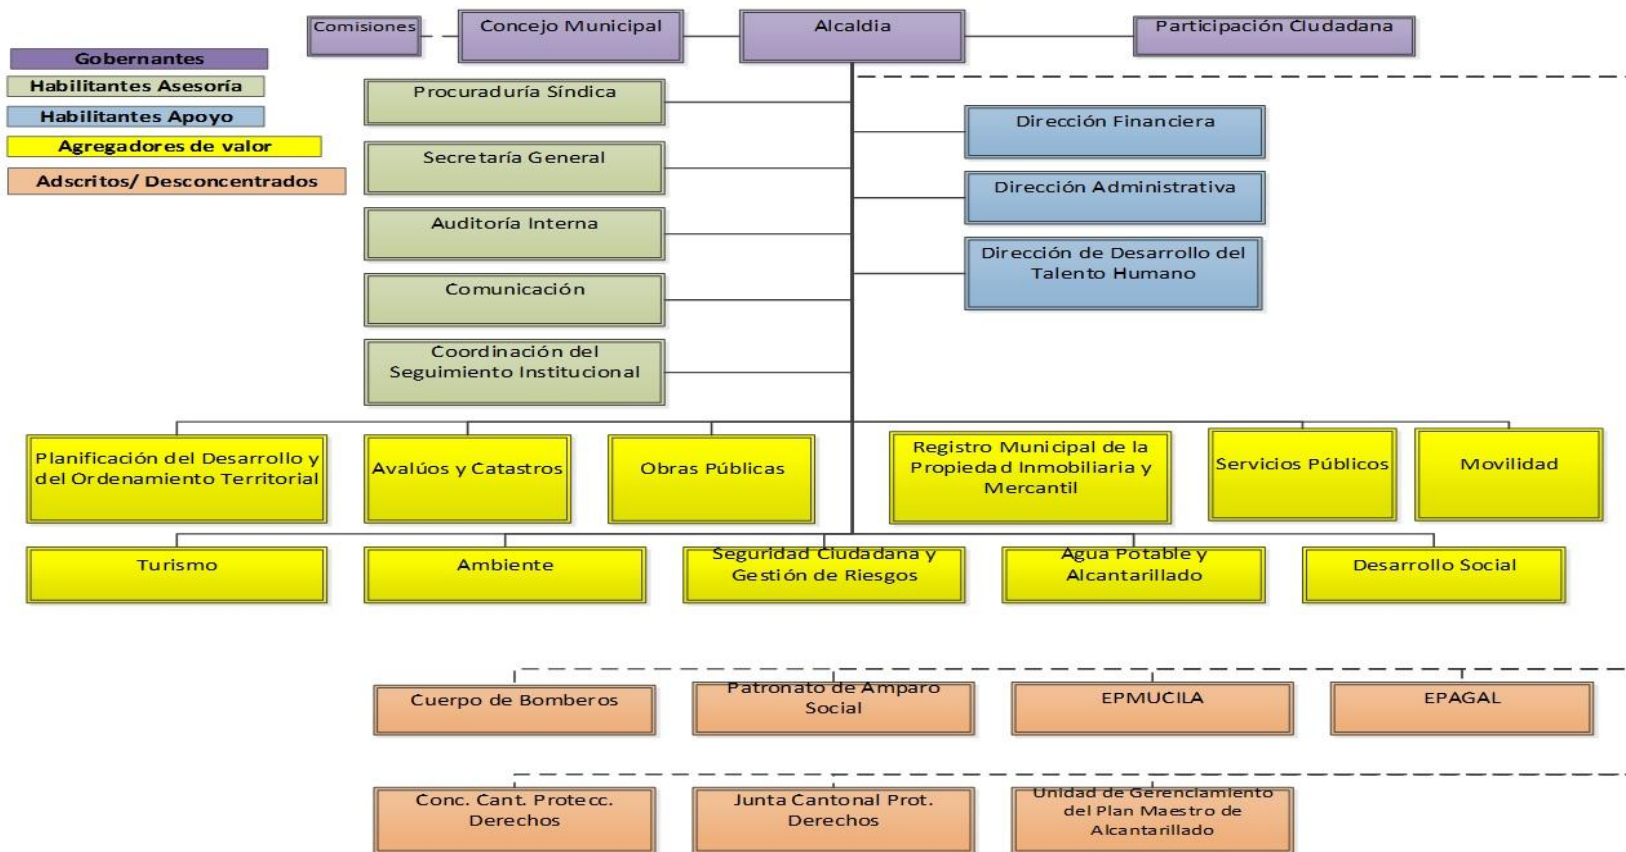 Comisiones
Concejo Municipal
Alcaldia
Participación Ciudadana
Gobernantes
Habilitantes Asesoría
Habilitantes Apoyo
Agregadores de valor
Adscritos/ Desconcentrados
Procuraduría Síndica
Secretaría General
Auditoría Interna
Comunicación
Coordinación del
Seguimiento Institucional
Dirección Financiera
Dirección Administrativa
Dirección de Desarrollo del
Talento Humano
Planificación del Desarrollo y
del Ordenamiento Territorial
Avalúos y Catastros
Obras Públicas
Registro Municipal de la
Propiedad Inmobiliaria y
Mercantil
Servicios Públicos
Movilidad
Turismo
Ambiente
Seguridad Ciudadana y
Gestión de Riesgos
Agua Potable y
Alcantarillado
Desarrollo Social
Cuerpo de Bomberos
Patronato de Amparo
Social
EPMUCILA
EPAGAL
Conc. Cant. Protecc.
Derechos
Junta Cantonal Prot.
Derechos
Unidad de Gerenciamiento
del Plan Maestro de
Alcantarillado